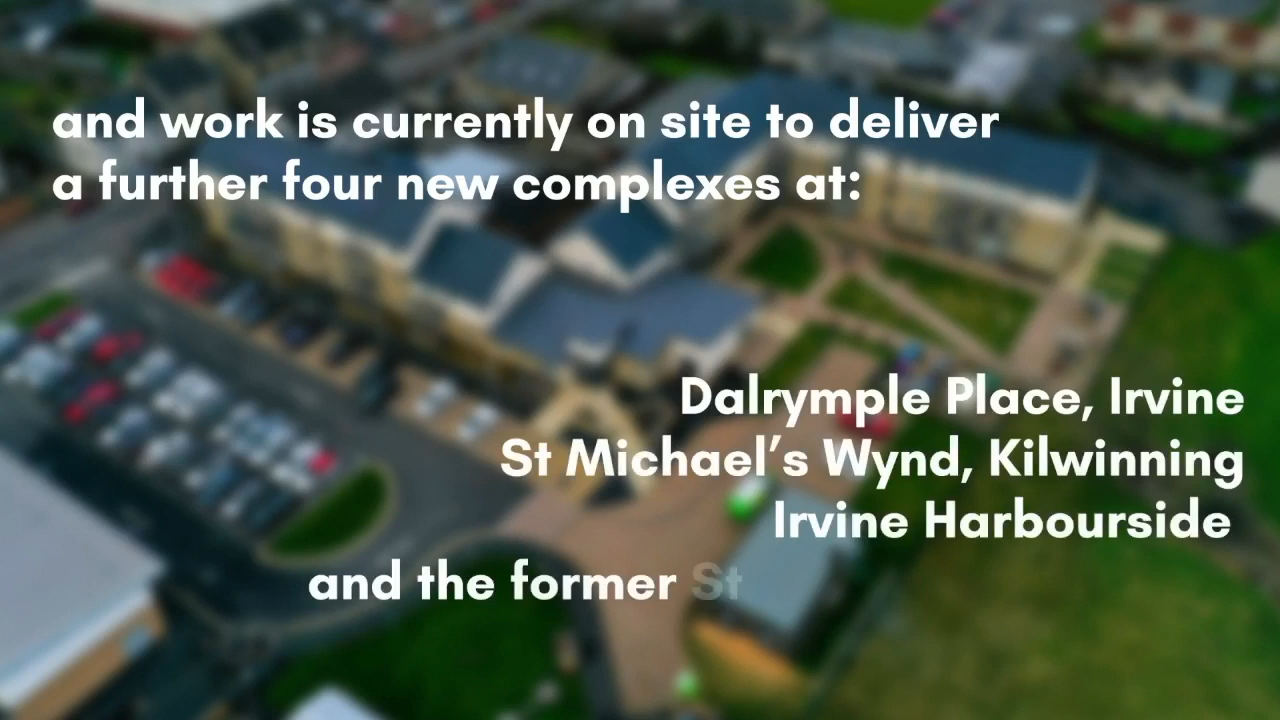 and work is currently on site to deliver
a further four new complexes at:
Dalrymple Place, Irvine
St Michael’s Wynd, Kilwinning
Irvine Harbourside
and the former St